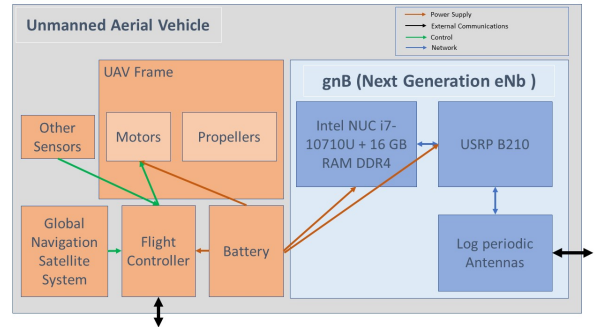 Unmanned Aerial Vehicle
Power Supply
External Communications
Control
Network
UAV Frame
gnB (Next Generation eNb )
Other
Sensors
Motors
Propellers
Intel NUC i7-
10710U + 16 GB
RAM DDR4
USRP B210
Global
Navigation
Satellite
System
Flight
Controller
Battery
Log periodic
Antennas